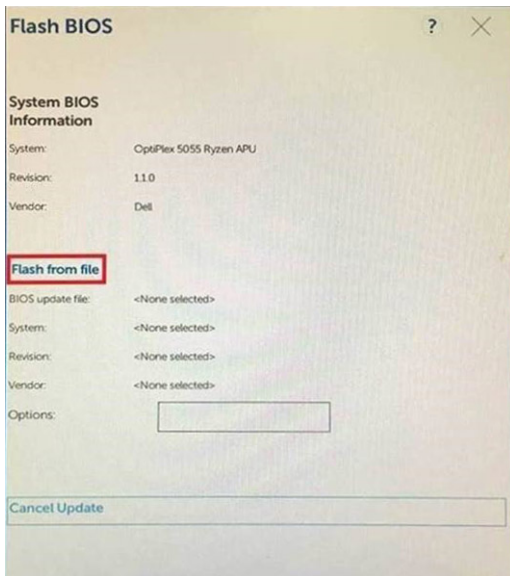 Flash BIOS ?
System BIOS
Information
System: OptiPlex 5055 Ryzen APU
Revision: 1.1.0
Vendor: Dell
Flash from file
BIOS update file: <None selected>
System: <None selected>
Revision: <None selected>
Vendor: <None selected>
Options:
Cancel Update